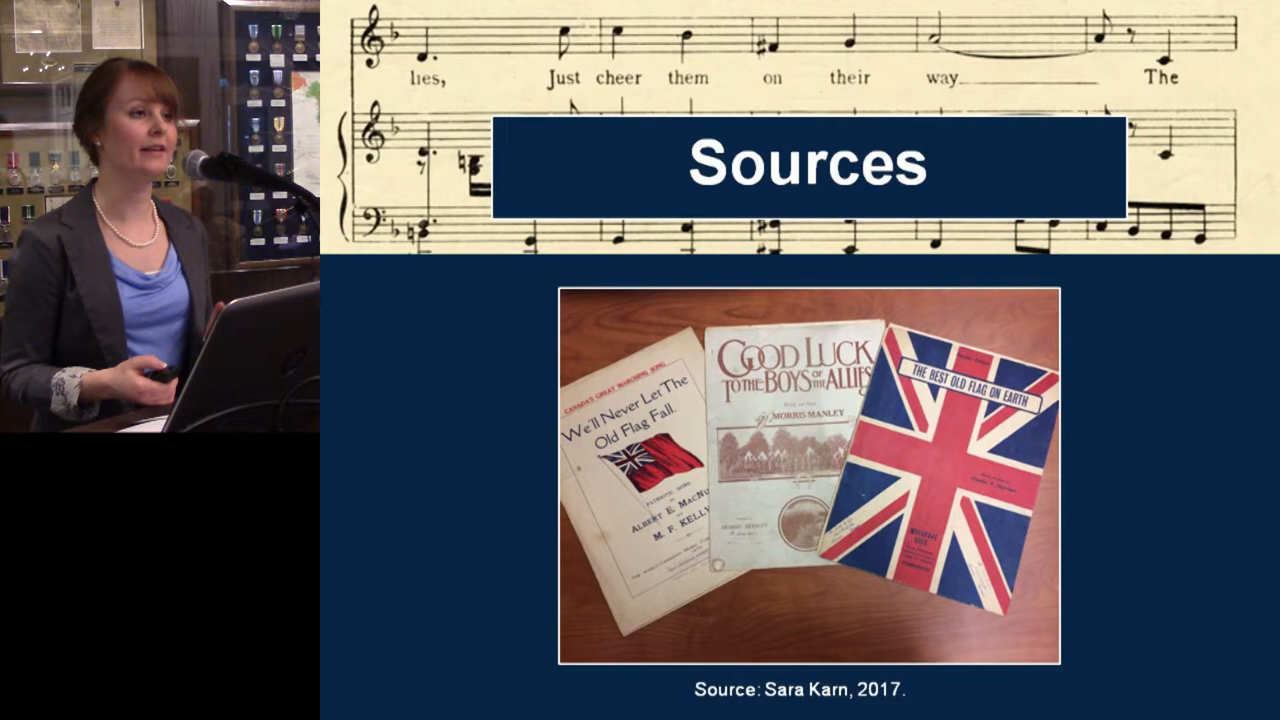 lies, Just cheer them on their way The
Sources
CANADA'S GREAT MARCHING SONG
We'll Never Let The
Old Flag Fall.
PATRIOTIC SONG
ALBERT E. MACNU
AND
M. F. KELLY
GOOD LUCK
TO THE BOYS OF THE ALLIES
MORRIS MANLEY
THE BEST OLD FLAG ON EARTH
Source: Sara Karn, 2017.